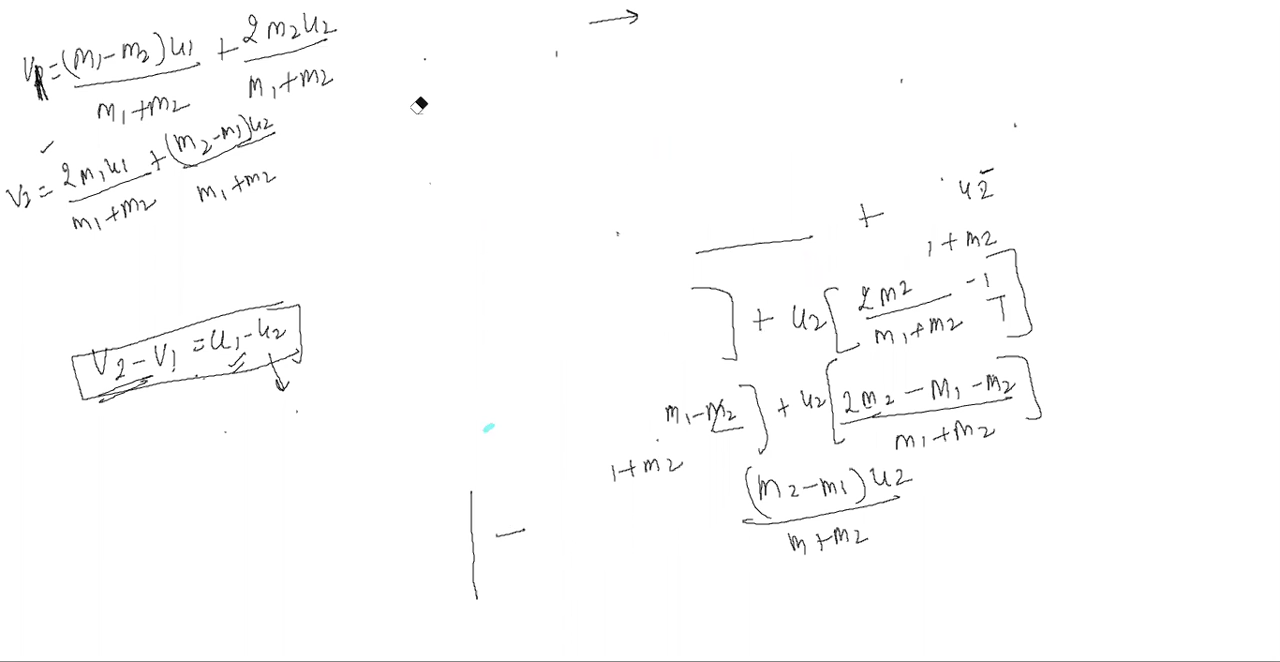 V1 = (m1-m2)u1/m1+m2 + 2m2u2/m1+m2
V2 = 2m1u1/m1+m2 + (m2-m1)u2/m1+m2
V2-V1 = u1-u2
→
+ u2
1+m2
] + u2[2m2/m1+m2 -1]
m1-m2] + u2[2m2-m1-m2/m1+m2]
1+m2
(m2-m1)u2/m+m2